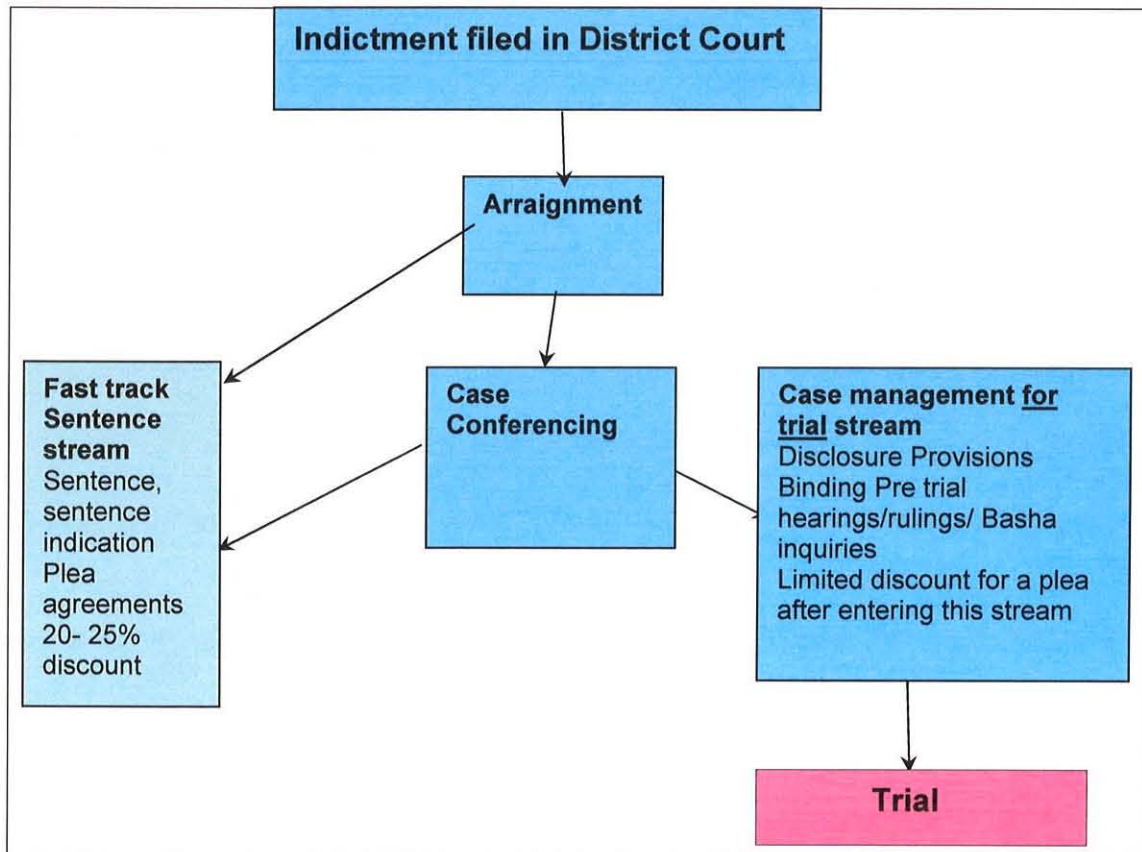 Indictment filed in District Court
Arraignment
Fast track
Sentence
stream
Sentence,
sentence
indication
Plea
agreements
20- 25%
discount
Case
Conferencing
Case management for
trial stream
Disclosure Provisions
Binding Pre trial
hearings/rulings/ Basha
inquiries
Limited discount for a plea
after entering this stream
Trial